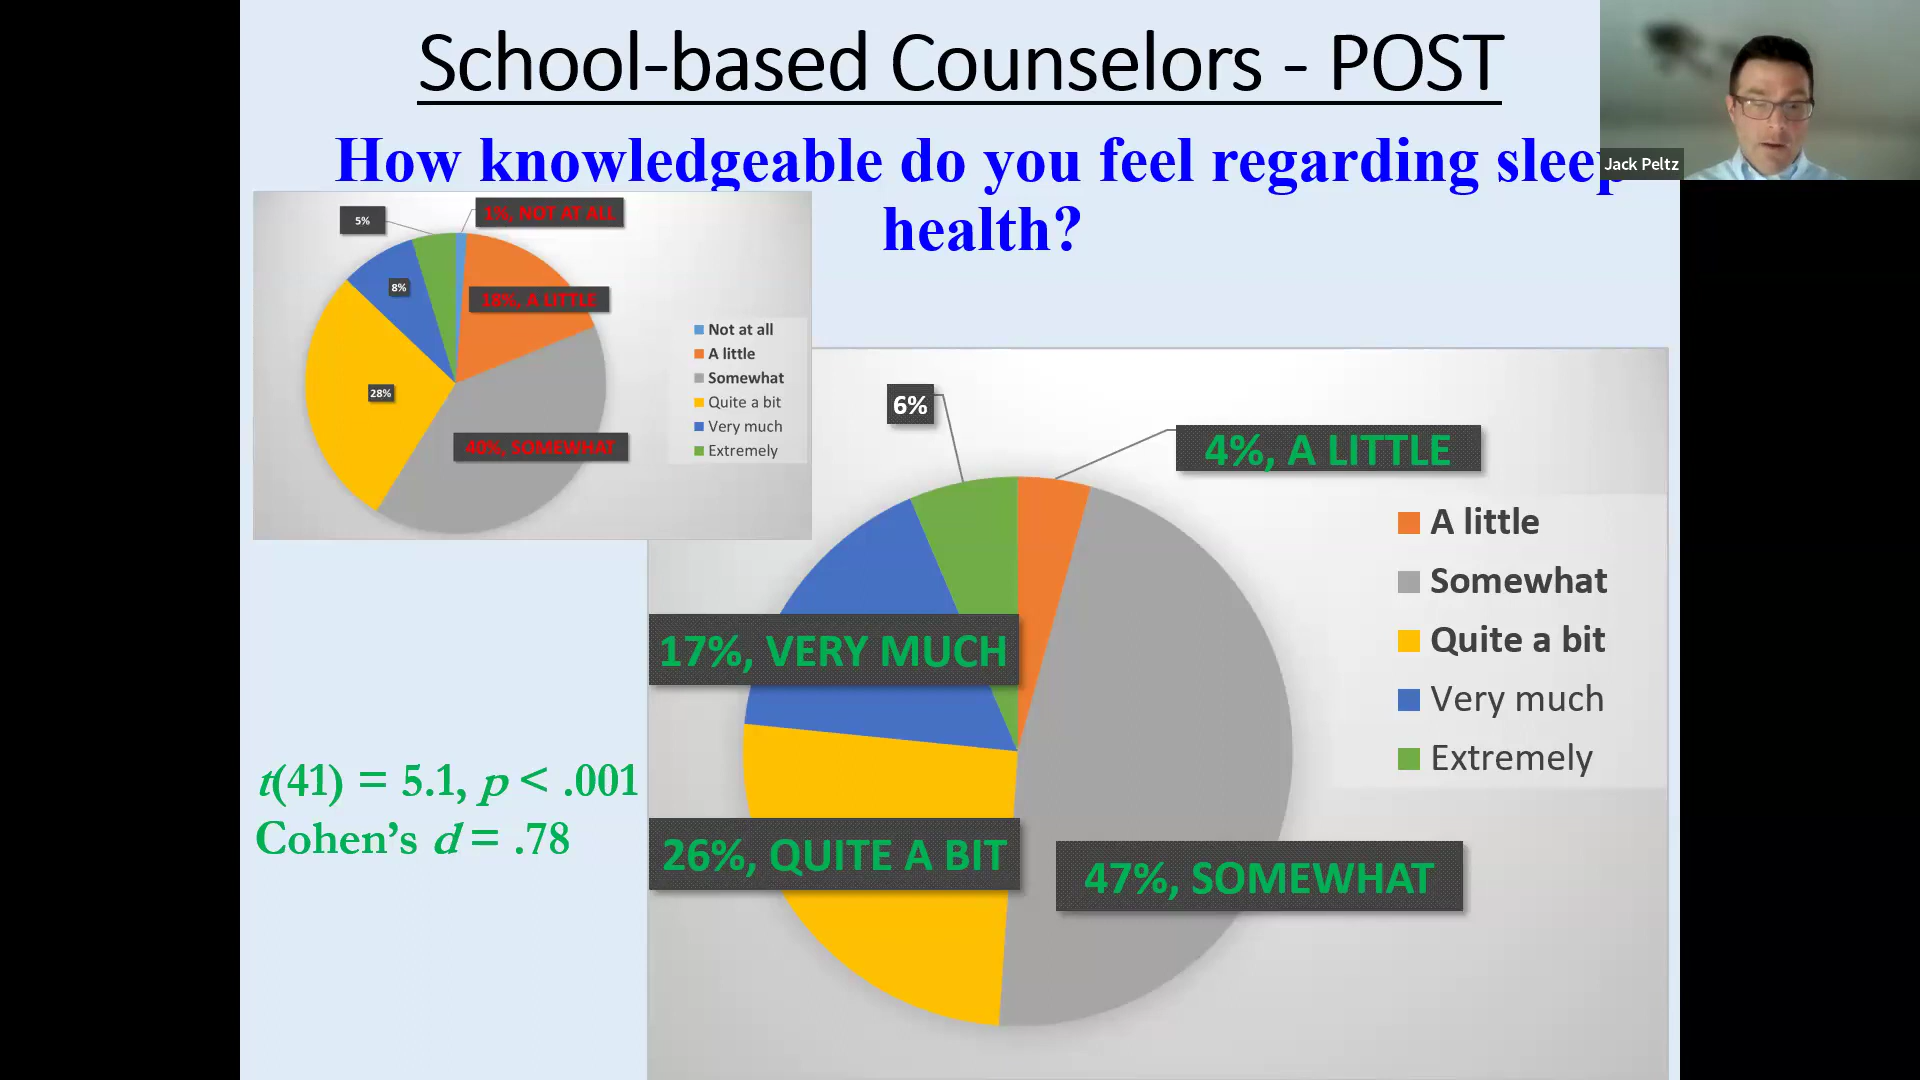 School-based Counselors - POST
How knowledgeable do you feel regarding sleep
health?
Jack Peltz
5%
1%, NOT AT ALL
8%
18%, A LITTLE
28%
40%, SOMEWHAT
Not at all
A little
Somewhat
Quite a bit
Very much
Extremely
6%
4%, A LITTLE
17%, VERY MUCH
26%, QUITE A BIT
47%, SOMEWHAT
A little
Somewhat
Quite a bit
Very much
Extremely
t(41) = 5.1, p < .001
Cohen’s d = .78